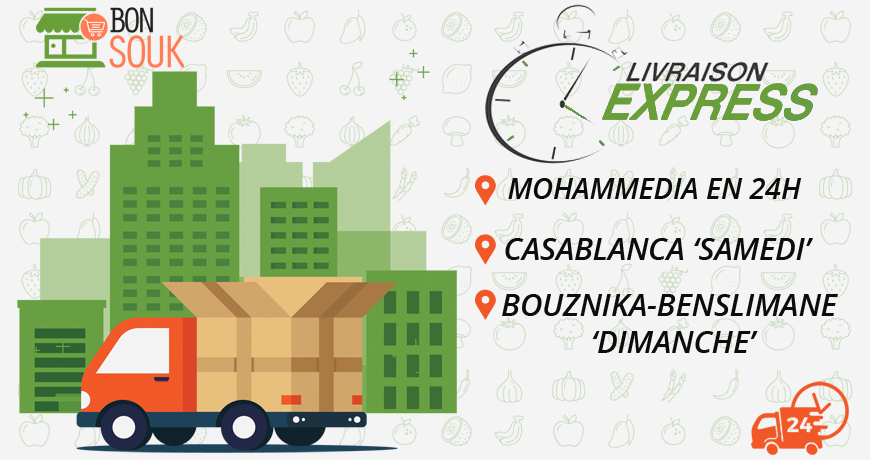 BON
SOUK
LIVRAISON
EXPRESS
MOHAMMEDIA EN 24H
CASABLANCA ‘SAMEDI’
BOUZNIKA-BENSLIMANE
‘DIMANCHE’
24